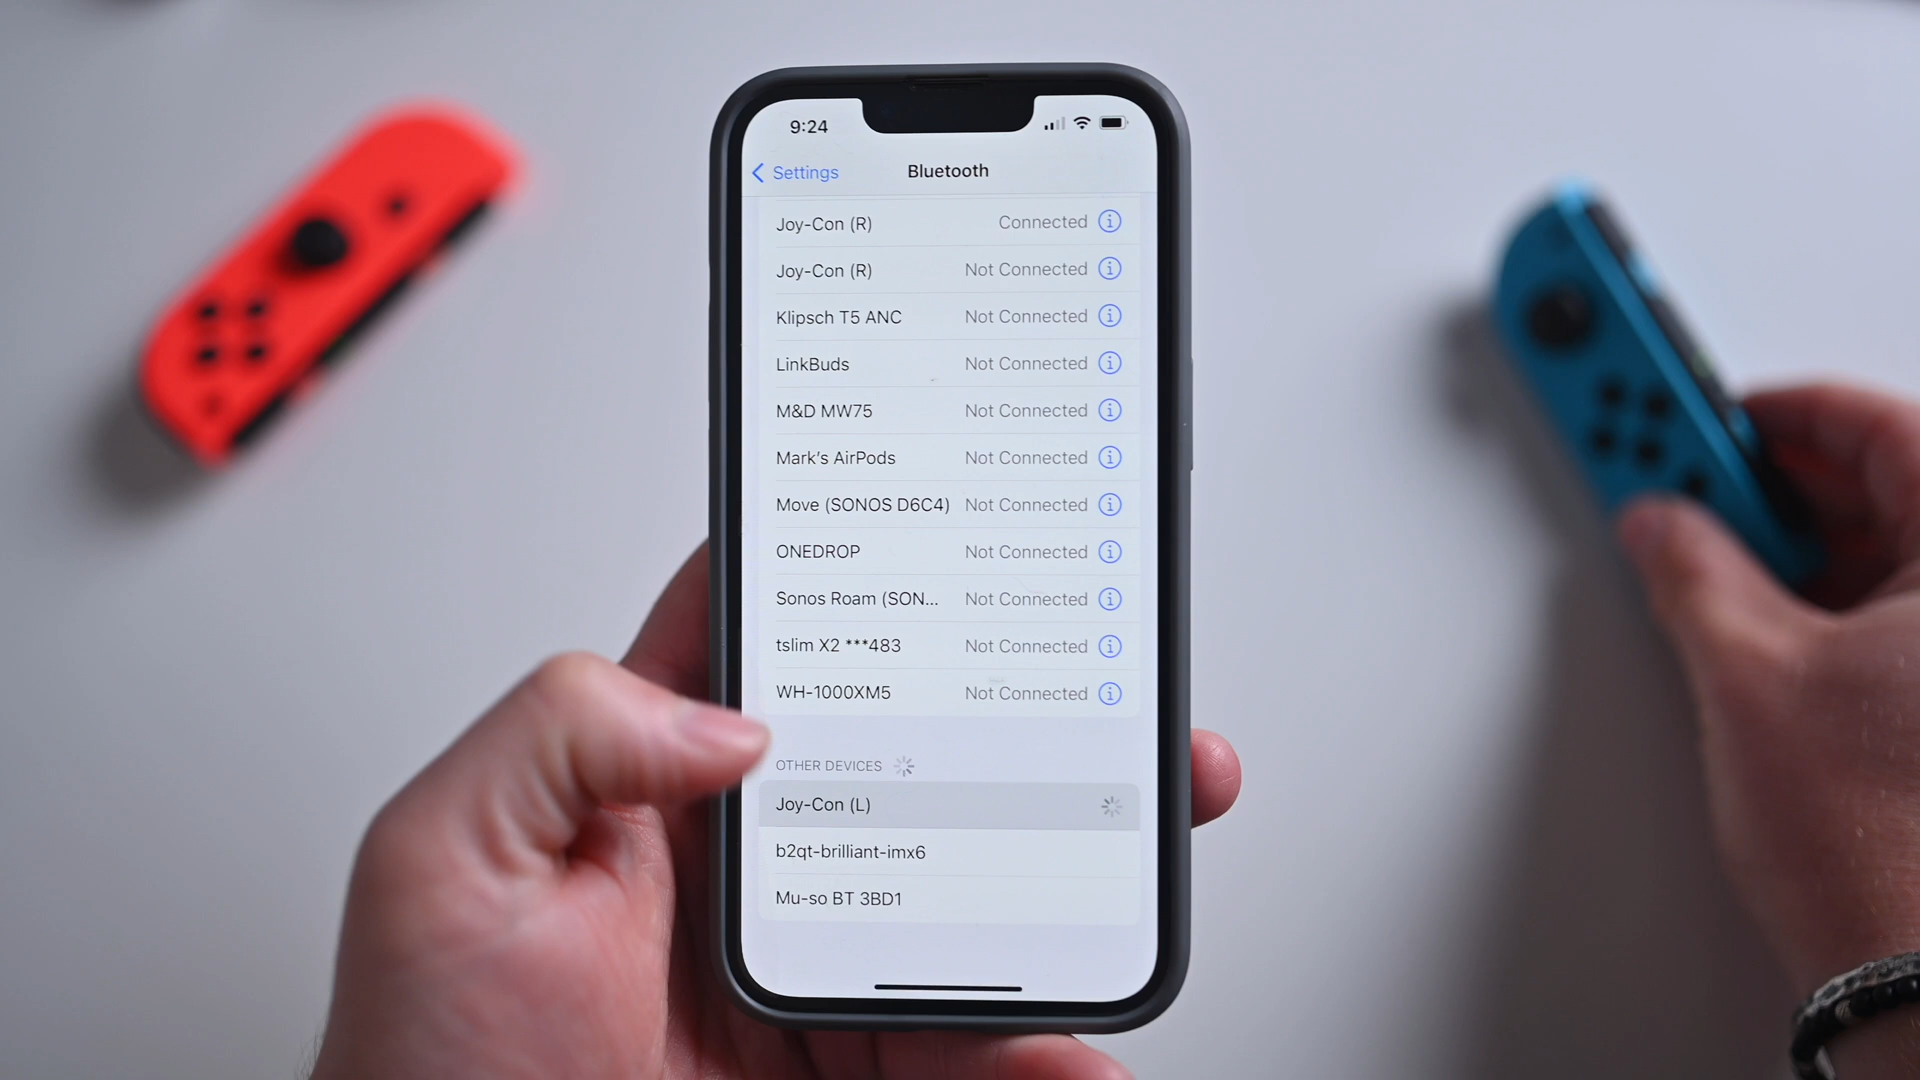 9:24
Settings
Bluetooth
Joy-Con (R) Connected
Joy-Con (R) Not Connected
Klipsch T5 ANC Not Connected
LinkBuds Not Connected
M&D MW75 Not Connected
Mark's AirPods Not Connected
Move (SONOS D6C4) Not Connected
ONEDROP Not Connected
Sonos Roam (SON... Not Connected
tslim X2 ***483 Not Connected
WH-1000XM5 Not Connected
OTHER DEVICES
Joy-Con (L)
b2qt-brilliant-imx6
Mu-so BT 3BD1